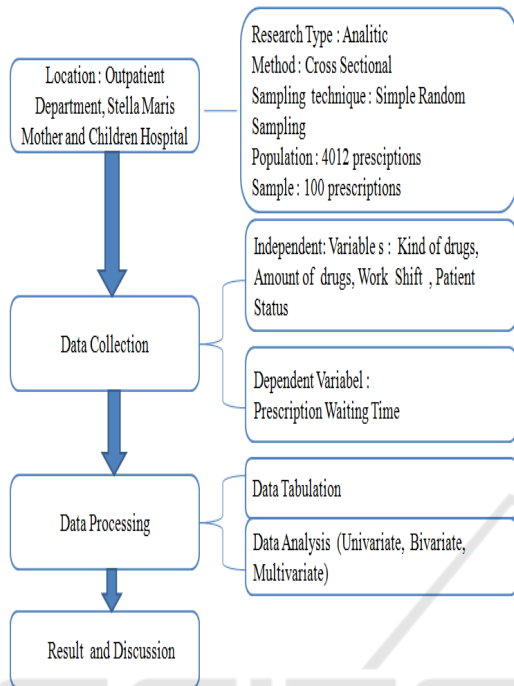 Location : Outpatient
Department, Stella Maris
Mother and Children Hospital
Research Type : Analitic
Method : Cross Sectional
Sampling technique : Simple Random
Sampling
Population : 4012 presciptions
Sample : 100 prescriptions
Data Collection
Independent: Variable s : Kind of drugs,
Amount of drugs, Work Shift , Patient
Status
Dependent Variabel :
Prescription Waiting Time
Data Processing
Data Tabulation
Data Analysis (Univariate, Bivariate,
Multivariate)
Result and Discussion